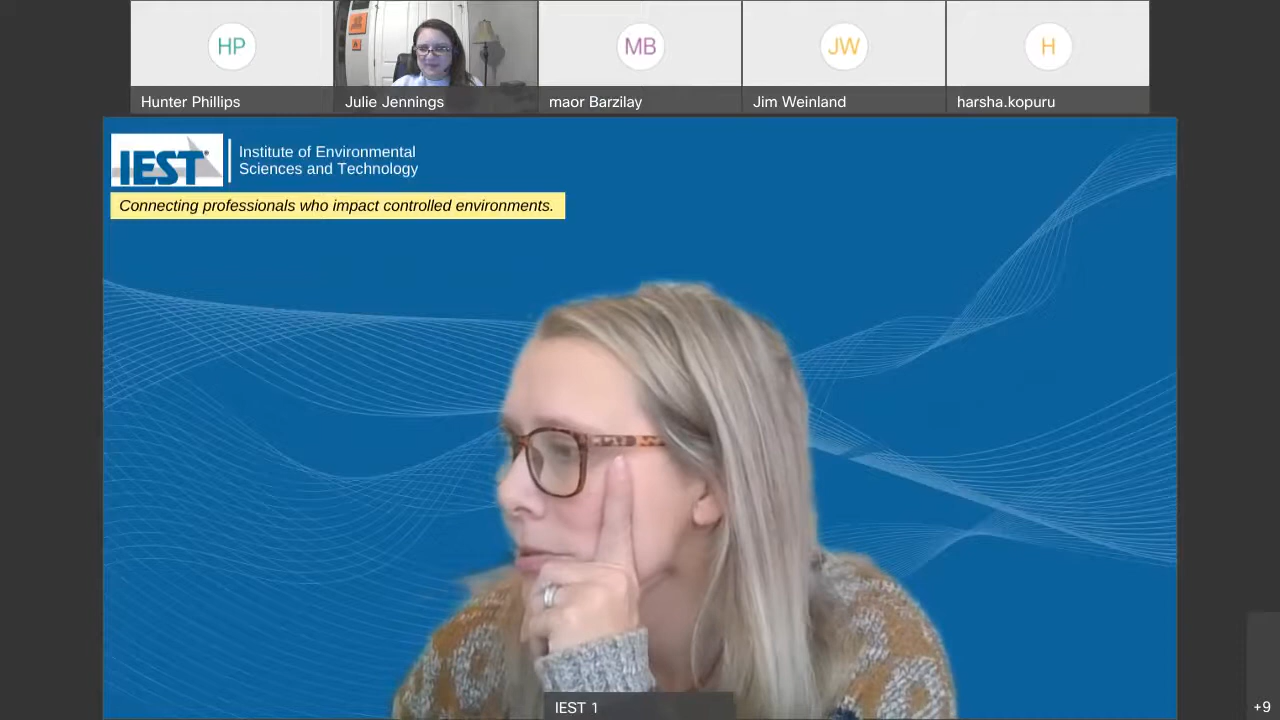 HP
MB
JW
H
Hunter Phillips
Julie Jennings
maor Barzilay
Jim Weinland
harsha.kopuru
IEST
Institute of Environmental
Sciences and Technology
Connecting professionals who impact controlled environments.
IEST 1
+9